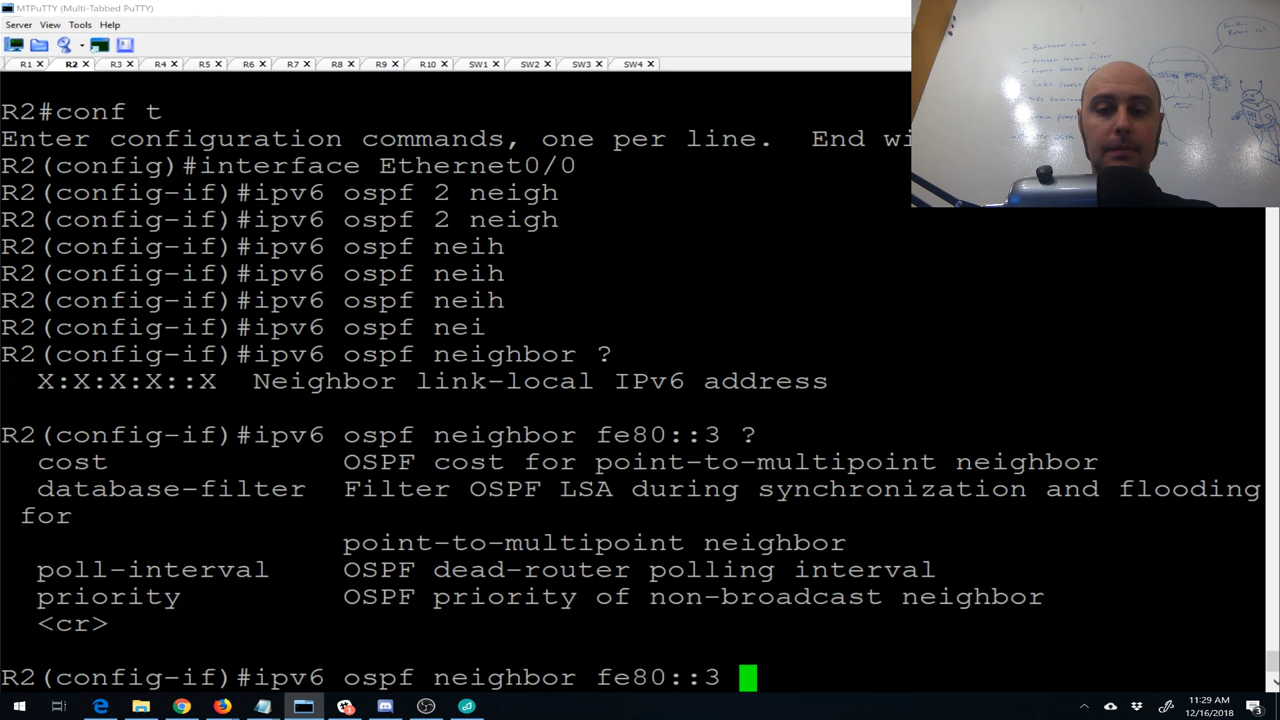 MTPuTTY (Multi-Tabbed PuTTY)
Server View Tools Help
R1 R2 R3 R4 R5 R6 R7 R8 R9 R10 SW1 SW2 SW3 SW4
R2#conf t
Enter configuration commands, one per line. End wi
R2(config)#interface Ethernet0/0
R2(config-if)#ipv6 ospf 2 neigh
R2(config-if)#ipv6 ospf 2 neigh
R2(config-if)#ipv6 ospf neih
R2(config-if)#ipv6 ospf neih
R2(config-if)#ipv6 ospf neih
R2(config-if)#ipv6 ospf nei
R2(config-if)#ipv6 ospf neighbor ?
X:X:X:X::X Neighbor link-local IPv6 address
R2(config-if)#ipv6 ospf neighbor fe80::3 ?
cost OSPF cost for point-to-multipoint neighbor
database-filter Filter OSPF LSA during synchronization and flooding
for
point-to-multipoint neighbor
poll-interval OSPF dead-router polling interval
priority OSPF priority of non-broadcast neighbor
<cr>
R2(config-if)#ipv6 ospf neighbor fe80::3
11:29 AM
12/16/2018
3